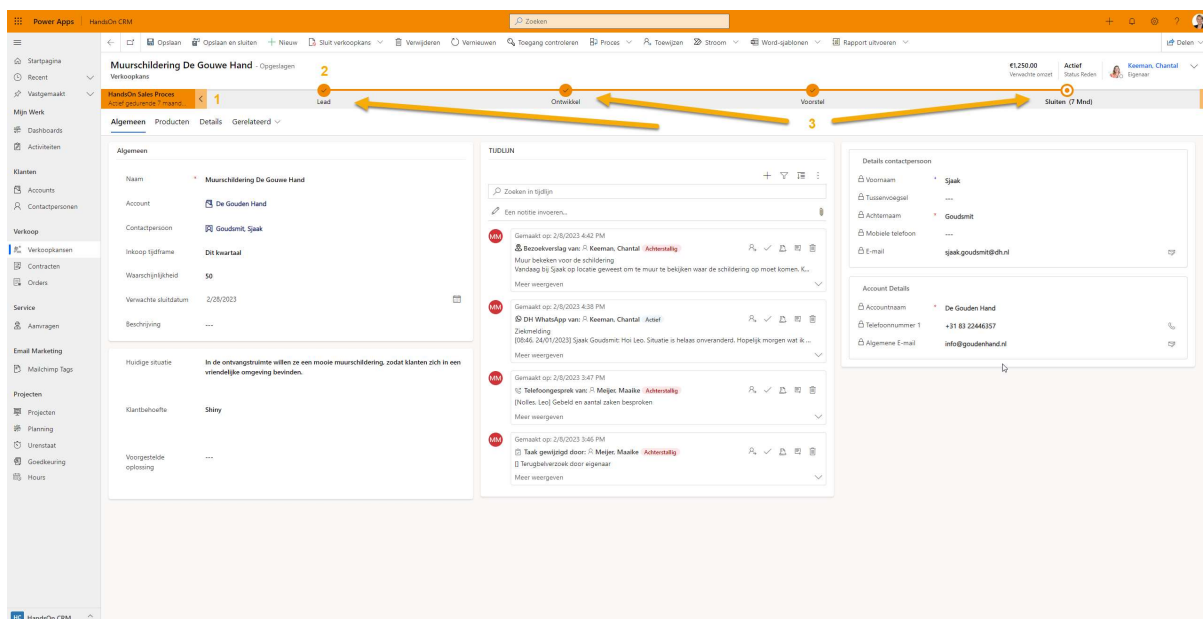 Power Apps HandsOn CRM
Zoeken
Opslaan Opslaan en sluiten Nieuw Sluit verkoopkans Verwijderen Vernieuwen Toegang controleren Proces Toewijzen Stroom Word-sjablonen Rapport uitvoeren Delen
Startpagina
Recent
Vastgemaakt
Mijn Werk
Dashboards
Activiteiten
Klanten
Accounts
Contactpersonen
Verkoop
Verkoopkansen
Contracten
Orders
Service
Aanvragen
Email Marketing
Mailchimp Tags
Projecten
Projecten
Planning
Urenstaat
Goedkeuring
Hours
HC HandsOn CRM
Muurschildering De Gouwe Hand - Opgeslagen
Verkoopkans
€1,250.00
Verwachte omzet
Actief
Status Reden
Keeman, Chantal
Eigenaar
HandsOn Sales Proces
Actief gedurende 7 maand...
1
2
3
Lead
Ontwikkel
Voorstel
Sluiten (7 Mnd)
Algemeen Producten Details Gerelateerd
Algemeen
Naam * Muurschildering De Gouwe Hand
Account De Gouden Hand
Contactpersoon Goudsmit, Sjaak
Inkoop tijdframe Dit kwartaal
Waarschijnlijkheid 50
Verwachte sluitdatum 2/28/2023
Beschrijving ---
Huidige situatie In de ontvangstruimte willen ze een mooie muurschildering, zodat klanten zich in een
vriendelijke omgeving bevinden.
Klantbehoefte Shiny
Voorgestelde
oplossing ---
TIJDLIJN
Zoeken in tijdlijn
Een notitie invoeren...
MM
Gemaakt op: 2/8/2023 4:42 PM
Bezoekverslag van: Keeman, Chantal Achterstallig
Muur bekeken voor de schildering
Vandaag bij Sjaak op locatie geweest om te muur te bekijken waar de schildering op moet komen. K...
Meer weergeven
MM
Gemaakt op: 2/8/2023 4:38 PM
DH WhatsApp van: Keeman, Chantal Actief
Ziekmelding
[08:46, 24/01/2023] Sjaak Goudsmit: Hoi Leo. Situatie is helaas onveranderd. Hopelijk morgen wat ik ...
Meer weergeven
MM
Gemaakt op: 2/8/2023 3:47 PM
Telefoongesprek van: Meijer, Maaike Achterstallig
[Nolles, Leo] Gebeld en aantal zaken besproken
Meer weergeven
MM
Gemaakt op: 2/8/2023 3:46 PM
Taak gewijzigd door: Meijer, Maaike Achterstallig
[] Terugbelverzoek door eigenaar
Meer weergeven
Details contactpersoon
Voornaam * Sjaak
Tussenvoegsel ---
Achternaam * Goudsmit
Mobiele telefoon ---
E-mail sjaak.goudsmit@dh.nl
Account Details
Accountnaam * De Gouden Hand
Telefoonnummer 1 +31 83 22446357
Algemene E-mail info@goudenhand.nl